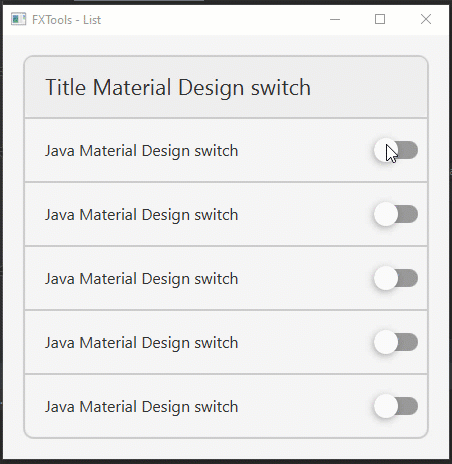 FXTools - List
Title Material Design switch
Java Material Design switch
Java Material Design switch
Java Material Design switch
Java Material Design switch
Java Material Design switch